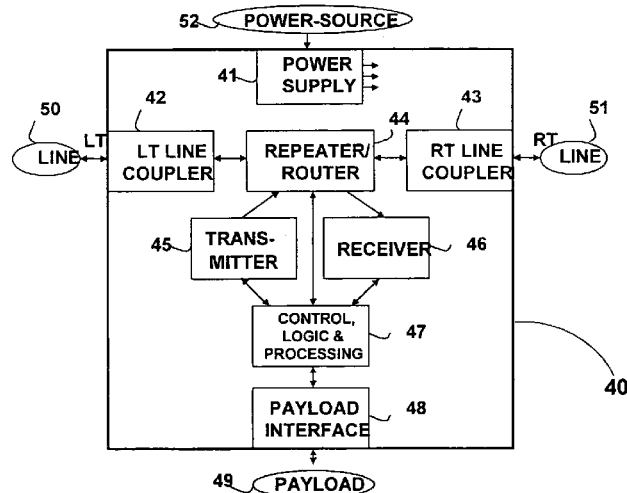 52 POWER-SOURCE
41 POWER
SUPPLY
50
42
44
43
51
LT
RT
LINE
LT LINE
COUPLER
REPEATER/
ROUTER
RT LINE
COUPLER
LINE
45 TRANS-
MITTER
RECEIVER
46
CONTROL,
LOGIC &
PROCESSING
47
40
PAYLOAD
INTERFACE
48
49 PAYLOAD